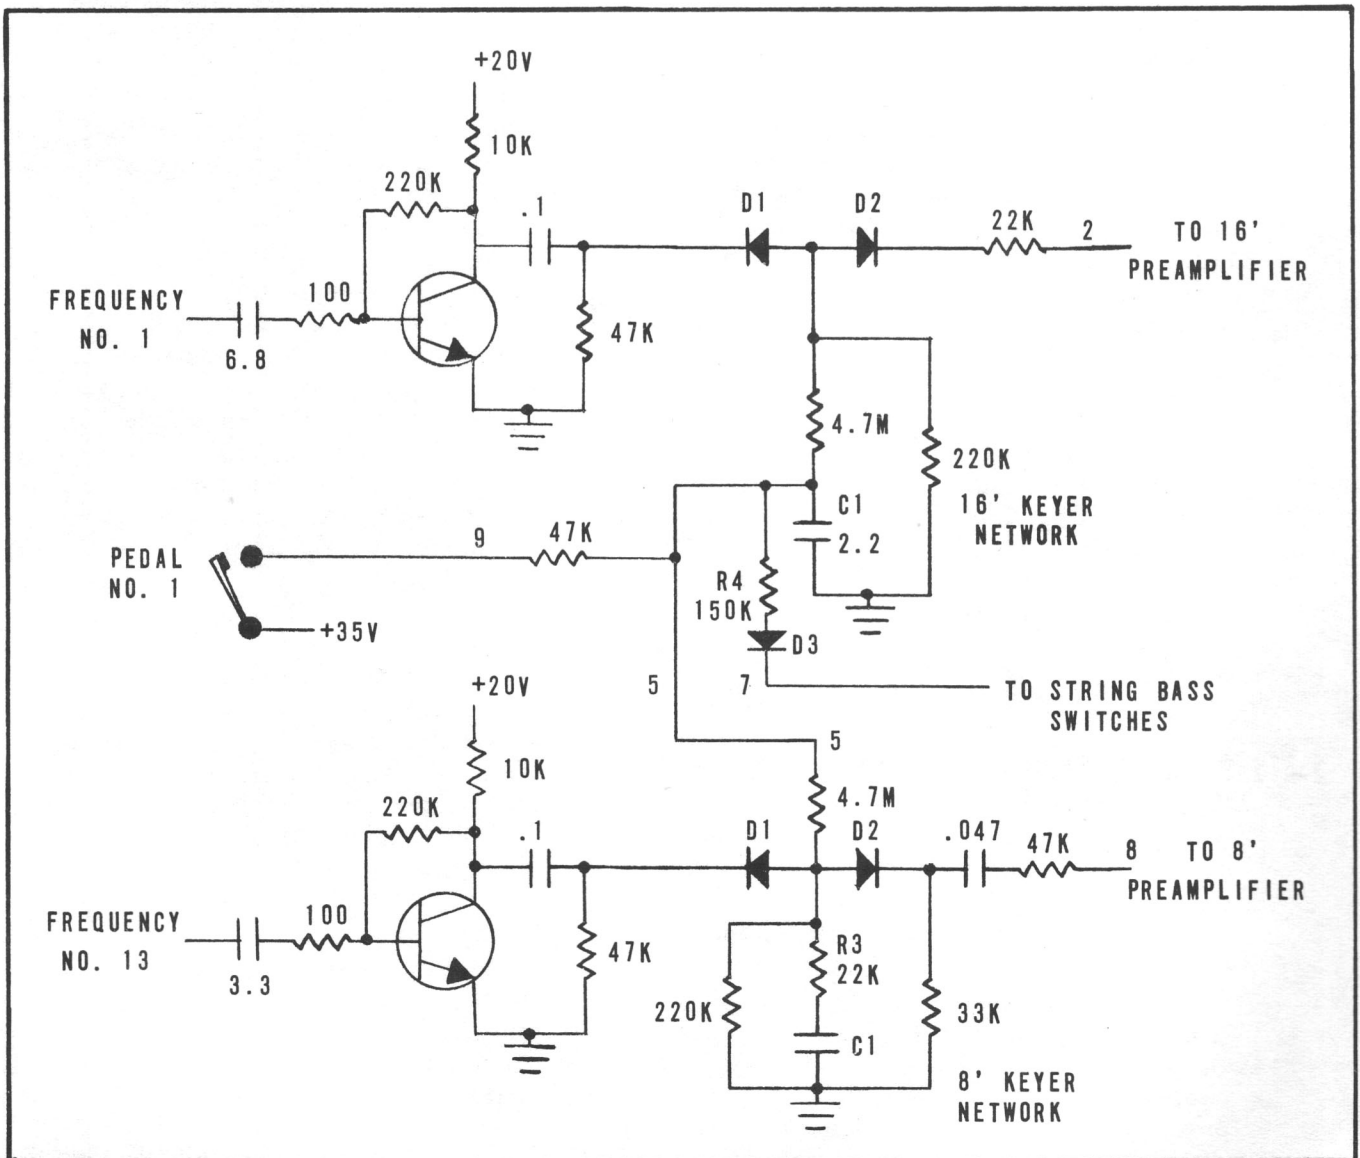 +20V
10K
220K
.1
D1
D2
22K
2
TO 16'
PREAMPLIFIER
FREQUENCY
NO. 1
100
6.8
47K
4.7M
220K
16' KEYER
NETWORK
C1
2.2
PEDAL
NO. 1
9
47K
+35V
R4
150K
D3
5
7
TO STRING BASS
SWITCHES
5
+20V
10K
220K
.1
4.7M
D1
D2
.047
47K
8
TO 8'
PREAMPLIFIER
FREQUENCY
NO. 13
100
3.3
47K
R3
22K
220K
C1
33K
8' KEYER
NETWORK